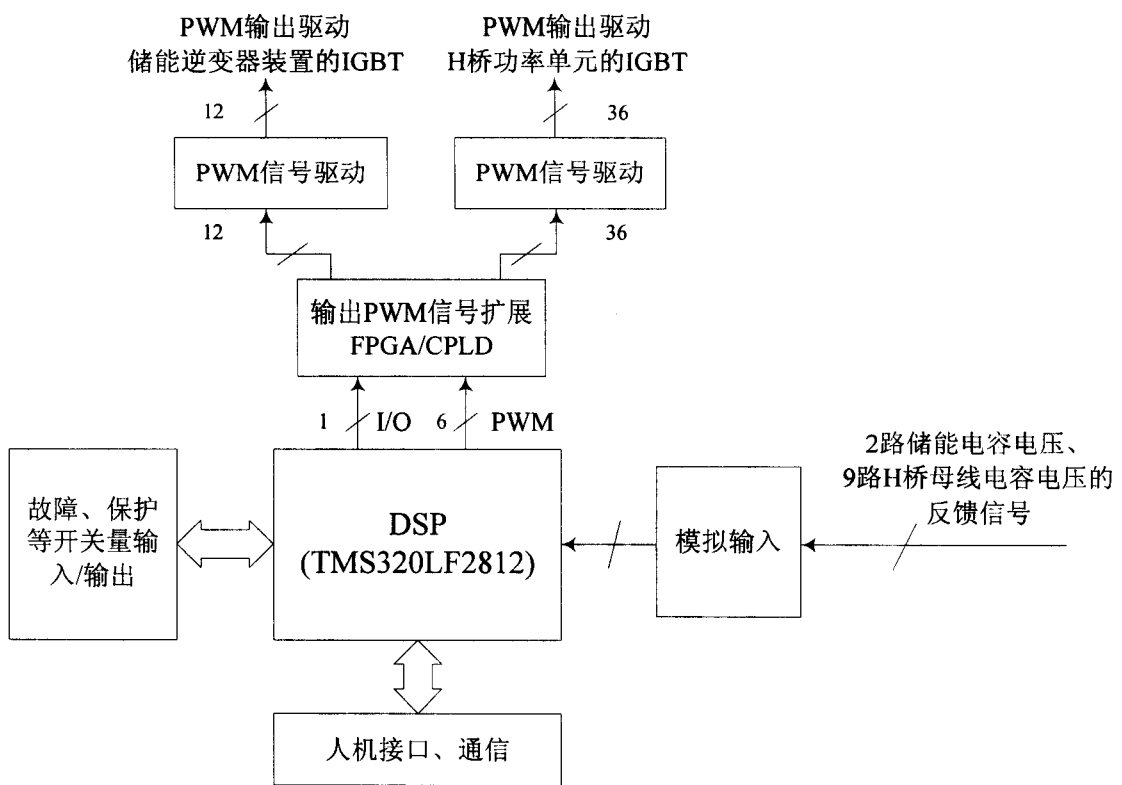 PWM输出驱动
储能逆变器装置的IGBT
PWM输出驱动
H桥功率单元的IGBT
12
36
PWM信号驱动
PWM信号驱动
12
36
输出PWM信号扩展
FPGA/CPLD
1 I/O 6 PWM
故障、保护
等开关量输
入/输出
DSP
(TMS320LF2812)
模拟输入
2路储能电容电压、
9路H桥母线电容电压的
反馈信号
人机接口、通信